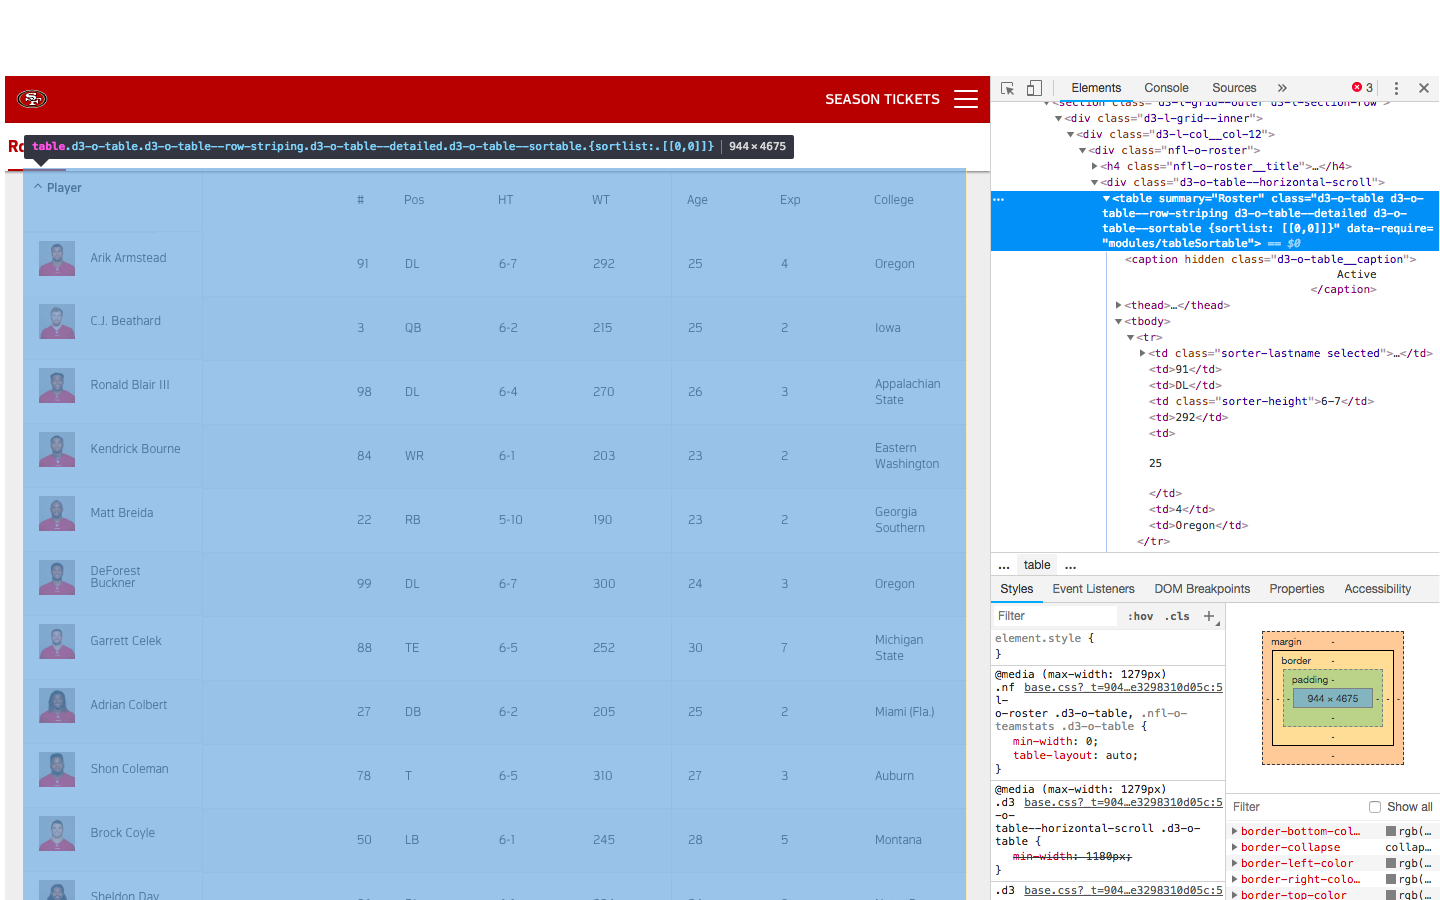 SF
SEASON TICKETS
Ro
table.d3-o-table.d3-o-table--row-striping.d3-o-table--detailed.d3-o-table--sortable.{sortlist:.[[0,0]]} 944 × 4675
Player # Pos HT WT Age Exp College
Arik Armstead 91 DL 6-7 292 25 4 Oregon
C.J. Beathard 3 QB 6-2 215 25 2 Iowa
Ronald Blair III 98 DL 6-4 270 26 3 Appalachian
State
Kendrick Bourne 84 WR 6-1 203 23 2 Eastern
Washington
Matt Breida 22 RB 5-10 190 23 2 Georgia
Southern
DeForest
Buckner 99 DL 6-7 300 24 3 Oregon
Garrett Celek 88 TE 6-5 252 30 7 Michigan
State
Adrian Colbert 27 DB 6-2 205 25 2 Miami (Fla.)
Shon Coleman 78 T 6-5 310 27 3 Auburn
Brock Coyle 50 LB 6-1 245 28 5 Montana
Sheldon Day
Elements Console Sources » 3
<section class="d3-l-grid--outer d3-l-section-row">
<div class="d3-l-grid--inner">
<div class="d3-l-col__col-12">
<div class="nfl-o-roster">
<h4 class="nfl-o-roster__title">…</h4>
<div class="d3-o-table--horizontal-scroll">
… <table summary="Roster" class="d3-o-table d3-o-
table--row-striping d3-o-table--detailed d3-o-
table--sortable {sortlist: [[0,0]]}" data-require=
"modules/tableSortable"> == $0
<caption hidden class="d3-o-table__caption">
Active
</caption>
<thead>…</thead>
<tbody>
<tr>
<td class="sorter-lastname selected">…</td>
<td>91</td>
<td>DL</td>
<td class="sorter-height">6-7</td>
<td>292</td>
<td>
25
</td>
<td>4</td>
<td>Oregon</td>
</tr>
... table ...
Styles Event Listeners DOM Breakpoints Properties Accessibility
Filter :hov .cls +
element.style {
}
@media (max-width: 1279px)
.nf base.css?_t=904…e3298310d05c:5
l-
o-roster .d3-o-table, .nfl-o-
teamstats .d3-o-table {
min-width: 0;
table-layout: auto;
}
@media (max-width: 1279px)
.d3 base.css?_t=904…e3298310d05c:5
-o-
table--horizontal-scroll .d3-o-
table {
min-width: 1180px;
}
.d3 base.css?_t=904…e3298310d05c:5
margin -
border -
padding -
- - - 944 × 4675 - - -
-
-
-
Filter Show all
border-bottom-col… rgb(…
border-collapse collap…
border-left-color rgb(…
border-right-colo… rgb(…
border-top-color rgb(…